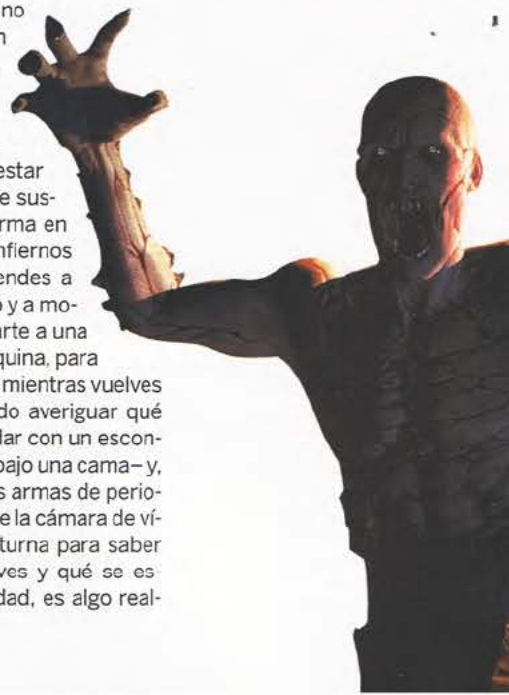 no
estar
e sus-
rma en
nfiernos
endes a
o y a mo-
arte a una
quina, para
mientras vuelves
do averiguar qué
dar con un escon-
bajo una cama– y,
s armas de perio-
e la cámara de ví-
turna para saber
ves y qué se es-
dad, es algo real-